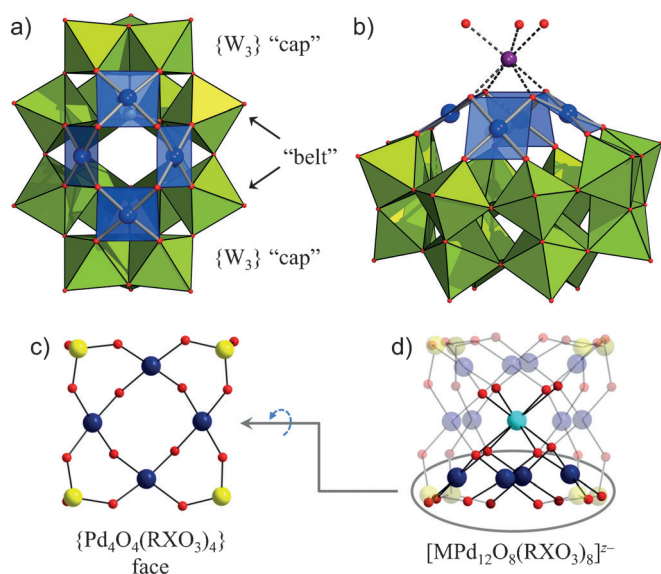 a)
{W₃} “cap”
“belt”
{W₃} “cap”
b)
c)
{Pd₄O₄(RXO₃)₄}
face
d)
[MPd₁₂O₈(RXO₃)₈]ᶻ⁻